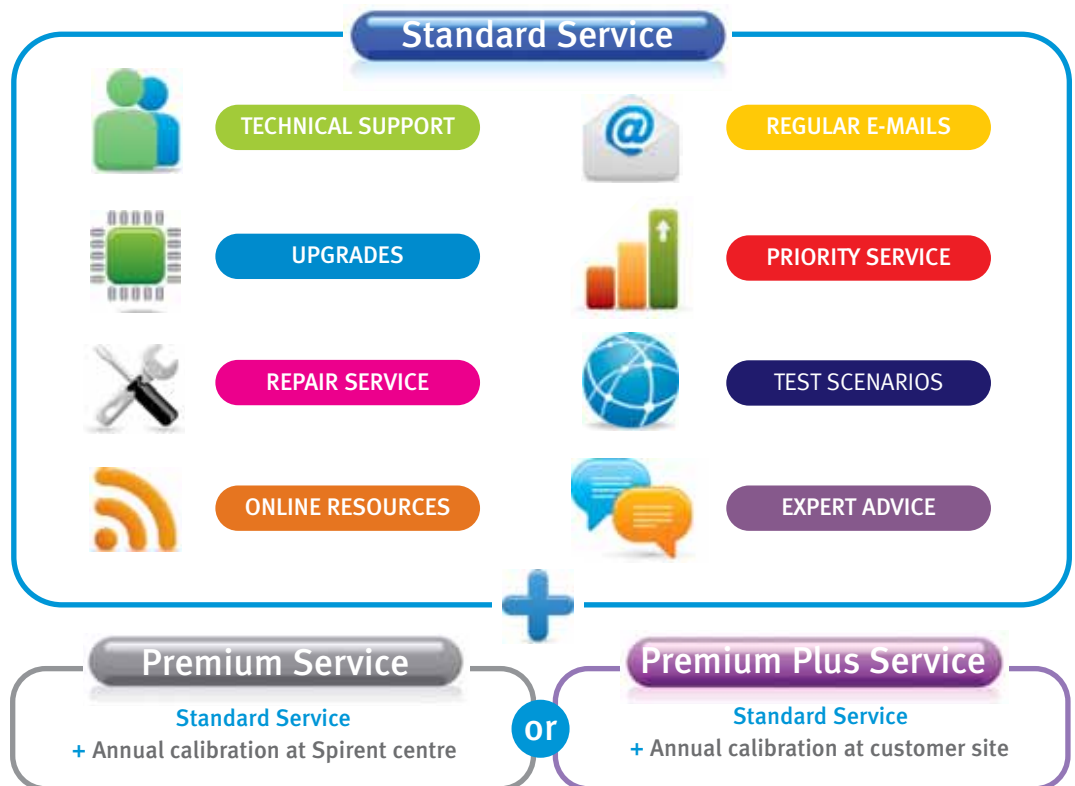 Standard Service
TECHNICAL SUPPORT
REGULAR E-MAILS
UPGRADES
PRIORITY SERVICE
REPAIR SERVICE
TEST SCENARIOS
ONLINE RESOURCES
EXPERT ADVICE
Premium Service
Standard Service
+ Annual calibration at Spirent centre
or
Premium Plus Service
Standard Service
+ Annual calibration at customer site